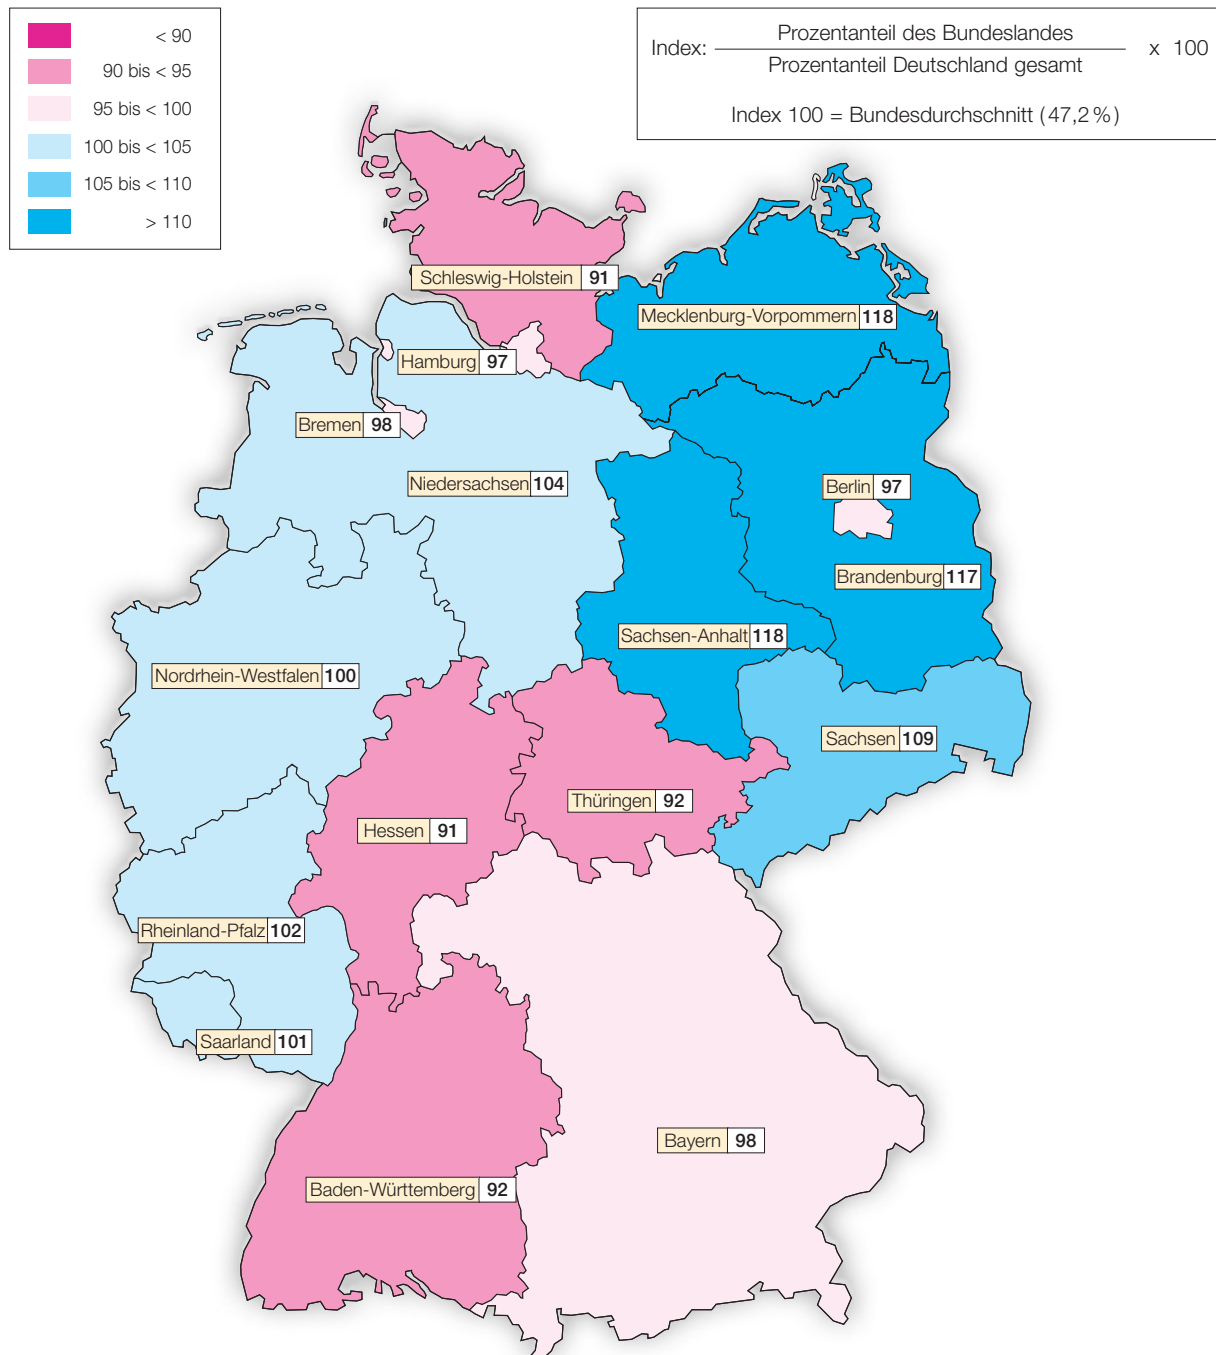 < 90
90 bis < 95
95 bis < 100
100 bis < 105
105 bis < 110
> 110
Index: Prozentanteil des Bundeslandes x 100
Prozentanteil Deutschland gesamt
Index 100 = Bundesdurchschnitt (47,2 %)
Schleswig-Holstein 91
Mecklenburg-Vorpommern 118
Hamburg 97
Bremen 98
Niedersachsen 104
Berlin 97
Brandenburg 117
Sachsen-Anhalt 118
Nordrhein-Westfalen 100
Sachsen 109
Thüringen 92
Hessen 91
Rheinland-Pfalz 102
Saarland 101
Bayern 98
Baden-Württemberg 92